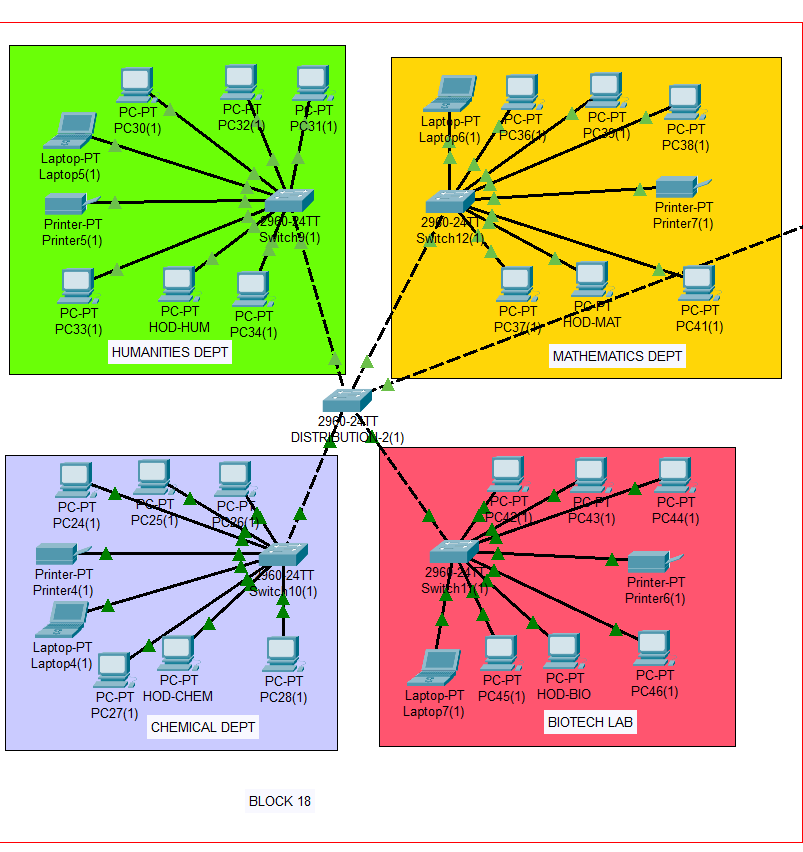 PC-PT
PC30(1)
PC-PT
PC32(1)
PC-PT
PC31(1)
Laptop-PT
Laptop5(1)
Printer-PT
Printer5(1)
2960-24TT
Switch9(1)
PC-PT
PC33(1)
PC-PT
HOD-HUM
PC-PT
PC34(1)
HUMANITIES DEPT
Laptop-PT
Laptop6(1)
PC-PT
PC36(1)
PC-PT
PC39(1)
PC-PT
PC38(1)
Printer-PT
Printer7(1)
2960-24TT
Switch12(1)
PC-PT
PC37(1)
PC-PT
HOD-MAT
PC-PT
PC41(1)
MATHEMATICS DEPT
2960-24TT
DISTRIBUTION-2(1)
PC-PT
PC24(1)
PC-PT
PC25(1)
PC-PT
PC26(1)
Printer-PT
Printer4(1)
2960-24TT
Switch10(1)
Laptop-PT
Laptop4(1)
PC-PT
PC27(1)
PC-PT
HOD-CHEM
PC-PT
PC28(1)
CHEMICAL DEPT
PC-PT
PC42(1)
PC-PT
PC43(1)
PC-PT
PC44(1)
2960-24TT
Switch11(1)
Printer-PT
Printer6(1)
Laptop-PT
Laptop7(1)
PC-PT
PC45(1)
PC-PT
HOD-BIO
PC-PT
PC46(1)
BIOTECH LAB
BLOCK 18